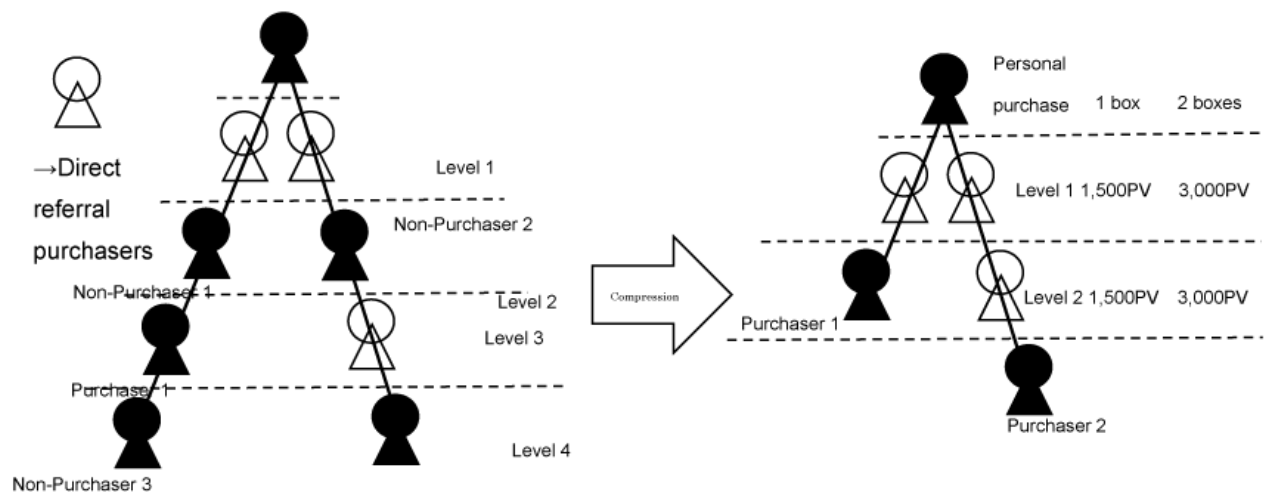 →Direct
referral
purchasers
Level 1
Non-Purchaser 2
Non-Purchaser 1
Level 2
Level 3
Purchaser 1
Level 4
Non-Purchaser 3
Compression
Personal
purchase 1 box 2 boxes
Level 1 1,500PV 3,000PV
Level 2 1,500PV 3,000PV
Purchaser 1
Purchaser 2